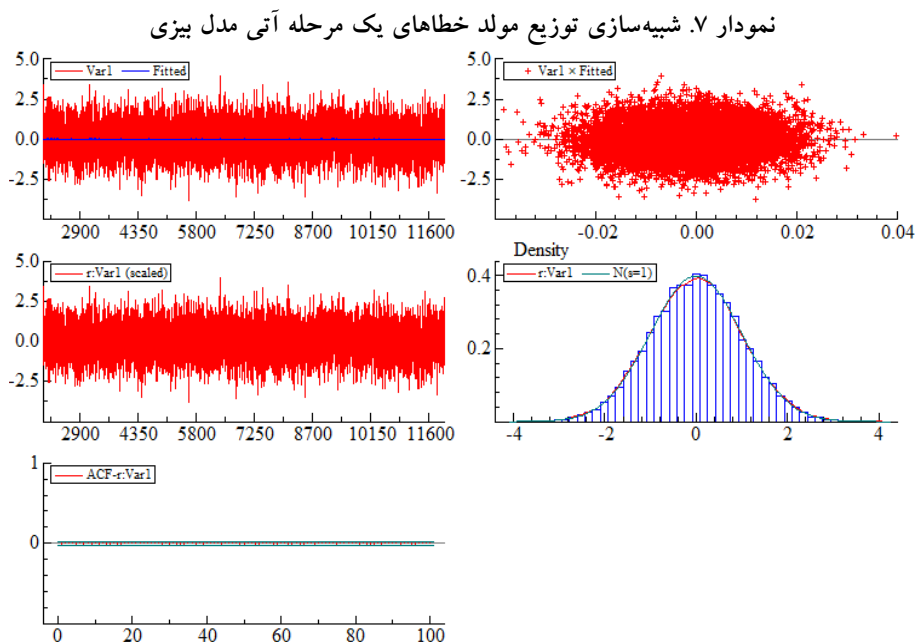 نمودار ۷. شبیه‌سازی توزیع مولد خطاهای یک مرحله آتی مدل بیزی
5.0
Var1 Fitted
2.5
0.0
-2.5
2900 4350 5800 7250 8700 10150 11600
5.0
Var1 × Fitted
2.5
0.0
-2.5
-0.02 0.00 0.02 0.04
5.0
r:Var1 (scaled)
2.5
0.0
-2.5
2900 4350 5800 7250 8700 10150 11600
Density
0.4
r:Var1 N(s=1)
0.2
-4 -2 0 2 4
1
ACF-r:Var1
0
0 20 40 60 80 100